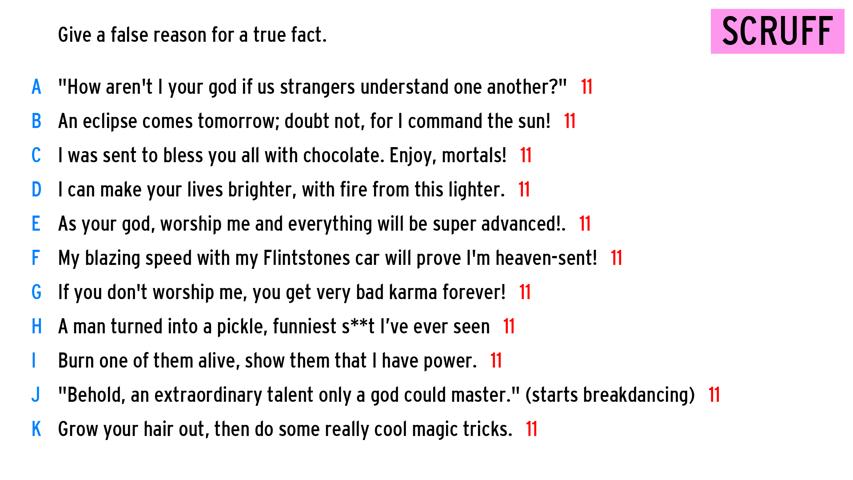 Give a false reason for a true fact.
SCRUFF
A "How aren't I your god if us strangers understand one another?" 11
B An eclipse comes tomorrow; doubt not, for I command the sun! 11
C I was sent to bless you all with chocolate. Enjoy, mortals! 11
D I can make your lives brighter, with fire from this lighter. 11
E As your god, worship me and everything will be super advanced!. 11
F My blazing speed with my Flintstones car will prove I'm heaven-sent! 11
G If you don't worship me, you get very bad karma forever! 11
H A man turned into a pickle, funniest s**t I've ever seen 11
I Burn one of them alive, show them that I have power. 11
J "Behold, an extraordinary talent only a god could master." (starts breakdancing) 11
K Grow your hair out, then do some really cool magic tricks. 11